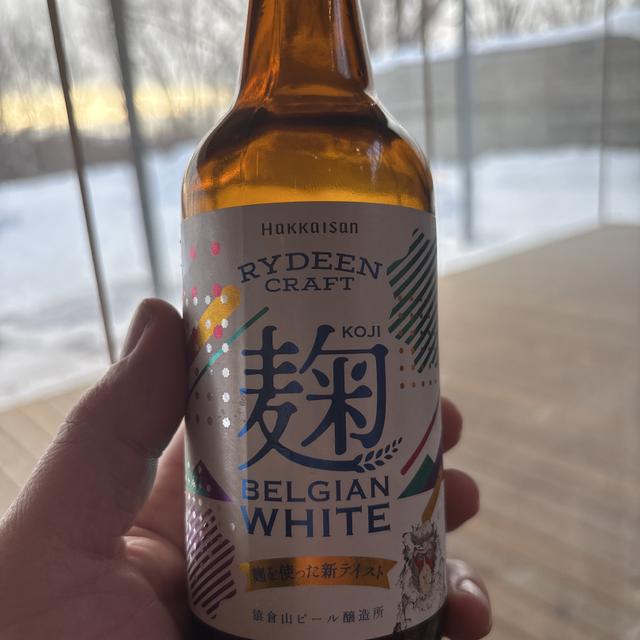 HAKKAISAN
RYDEEN
CRAFT
KOJI
麹
BELGIAN
WHITE
麹を使った新テイスト
猿倉山ビール醸造所